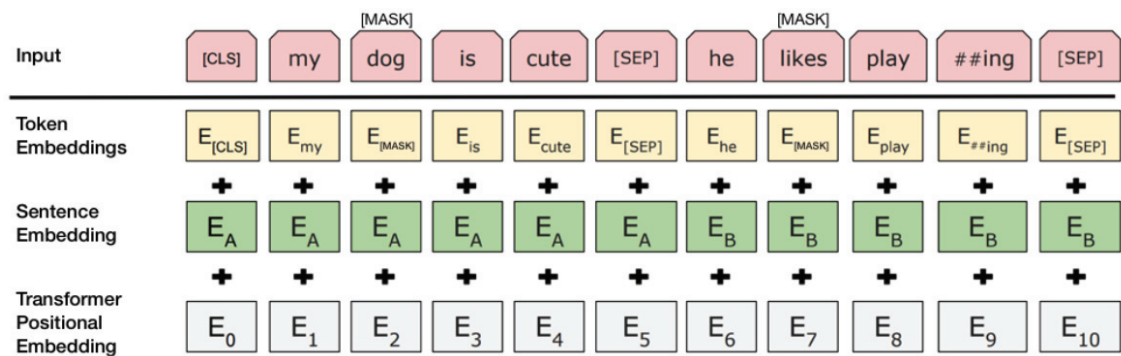 [MASK] [MASK]
Input [CLS] my dog is cute [SEP] he likes play ##ing [SEP]
Token
Embeddings
E[CLS] Emy E[MASK] Eis Ecute E[SEP] Ehe E[MASK] Eplay E##ing E[SEP]
+ + + + + + + + + + +
Sentence
Embedding
EA EA EA EA EA EA EB EB EB EB EB
+ + + + + + + + + + +
Transformer
Positional
Embedding
E0 E1 E2 E3 E4 E5 E6 E7 E8 E9 E10